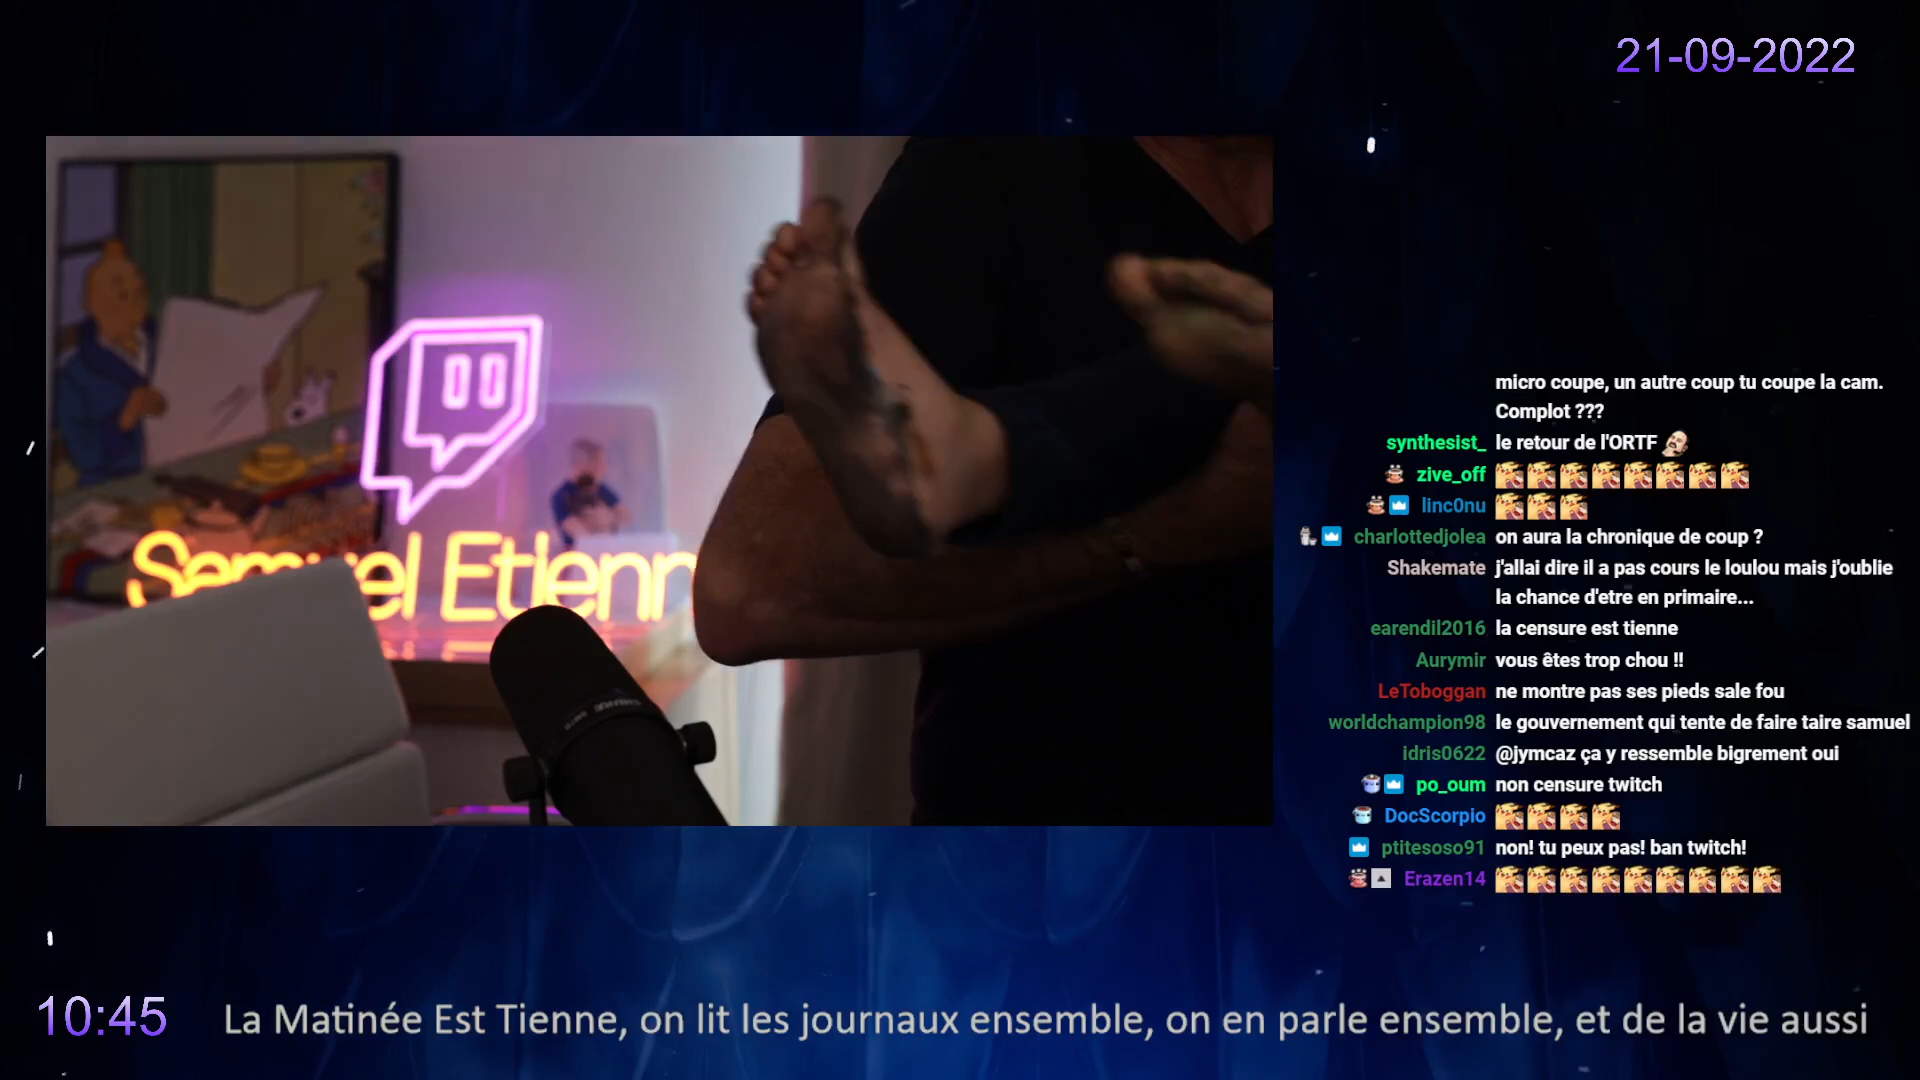 21-09-2022
Samuel Etienn
SHURE
micro coupe, un autre coup tu coupe la cam.
Complot ???
synthesist_ le retour de l'ORTF
zive_off
linc0nu
charlottedjolea on aura la chronique de coup ?
Shakemate j'allai dire il a pas cours le loulou mais j'oublie
la chance d'etre en primaire...
earendil2016 la censure est tienne
Aurymir vous êtes trop chou !!
LeToboggan ne montre pas ses pieds sale fou
worldchampion98 le gouvernement qui tente de faire taire samuel
idris0622 @jymcaz ça y ressemble bigrement oui
po_oum non censure twitch
DocScorpio
ptitesoso91 non! tu peux pas! ban twitch!
Erazen14
10:45 La Matinée Est Tienne, on lit les journaux ensemble, on en parle ensemble, et de la vie aussi